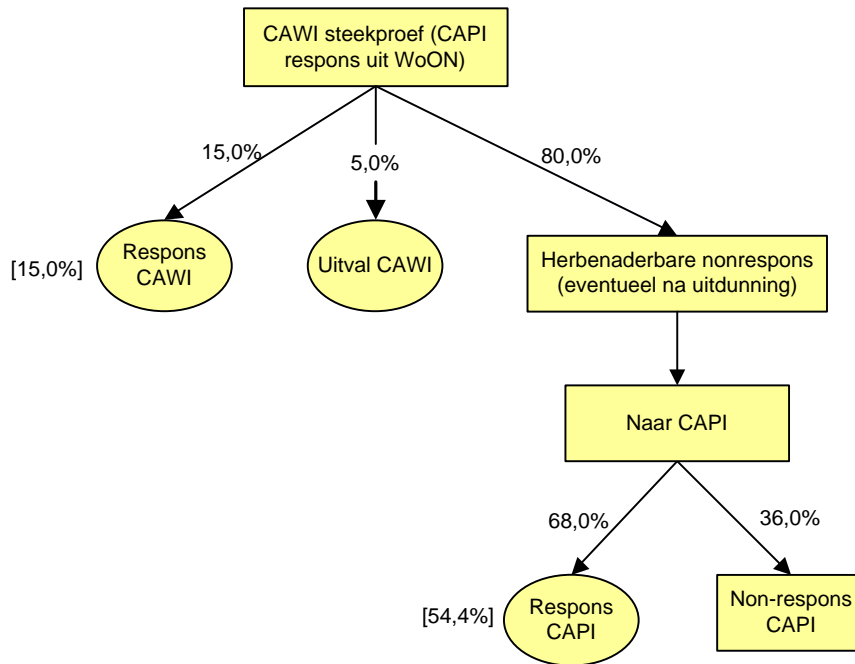 CAWI steekproef (CAPI
respons uit WoON)
15,0%
5,0%
80,0%
[15,0%]
Respons
CAWI
Uitval CAWI
Herbenaderbare nonrespons
(eventueel na uitdunning)
Naar CAPI
68,0%
36,0%
[54,4%]
Respons
CAPI
Non-respons
CAPI